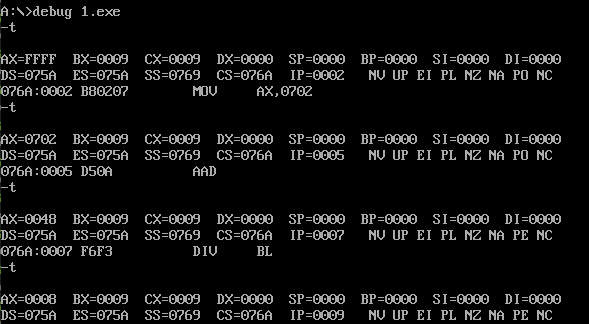 A:\>debug 1.exe
-t
AX=FFFF  BX=0009  CX=0009  DX=0000  SP=0000  BP=0000  SI=0000  DI=0000
DS=075A  ES=075A  SS=0769  CS=076A  IP=0002   NV UP EI PL NZ NA PO NC
076A:0002 B80207        MOV     AX,0702
-t
AX=0702  BX=0009  CX=0009  DX=0000  SP=0000  BP=0000  SI=0000  DI=0000
DS=075A  ES=075A  SS=0769  CS=076A  IP=0005   NV UP EI PL NZ NA PO NC
076A:0005 D50A          AAD
-t
AX=0048  BX=0009  CX=0009  DX=0000  SP=0000  BP=0000  SI=0000  DI=0000
DS=075A  ES=075A  SS=0769  CS=076A  IP=0007   NV UP EI PL NZ NA PE NC
076A:0007 F6F3          DIV     BL
-t
AX=0008  BX=0009  CX=0009  DX=0000  SP=0000  BP=0000  SI=0000  DI=0000
DS=075A  ES=075A  SS=0769  CS=076A  IP=0009   NV UP EI PL NZ NA PE NC